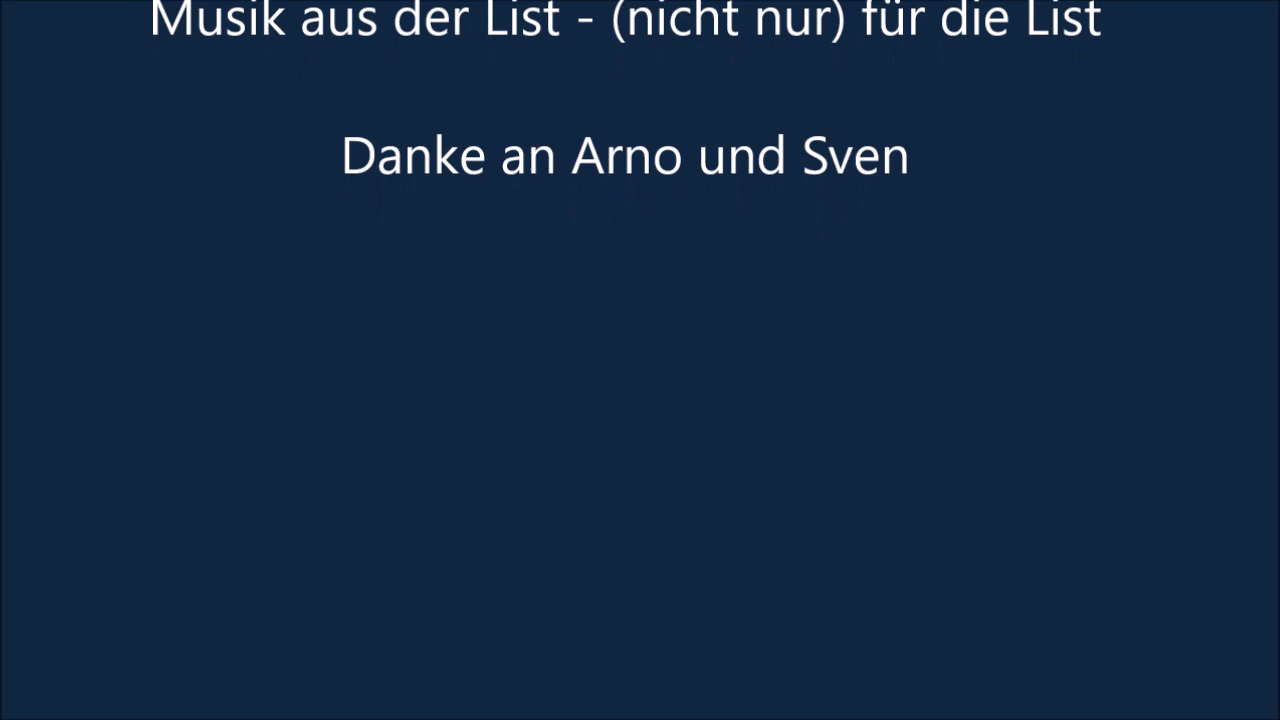 Musik aus der List - (nicht nur) für die List
Danke an Arno und Sven